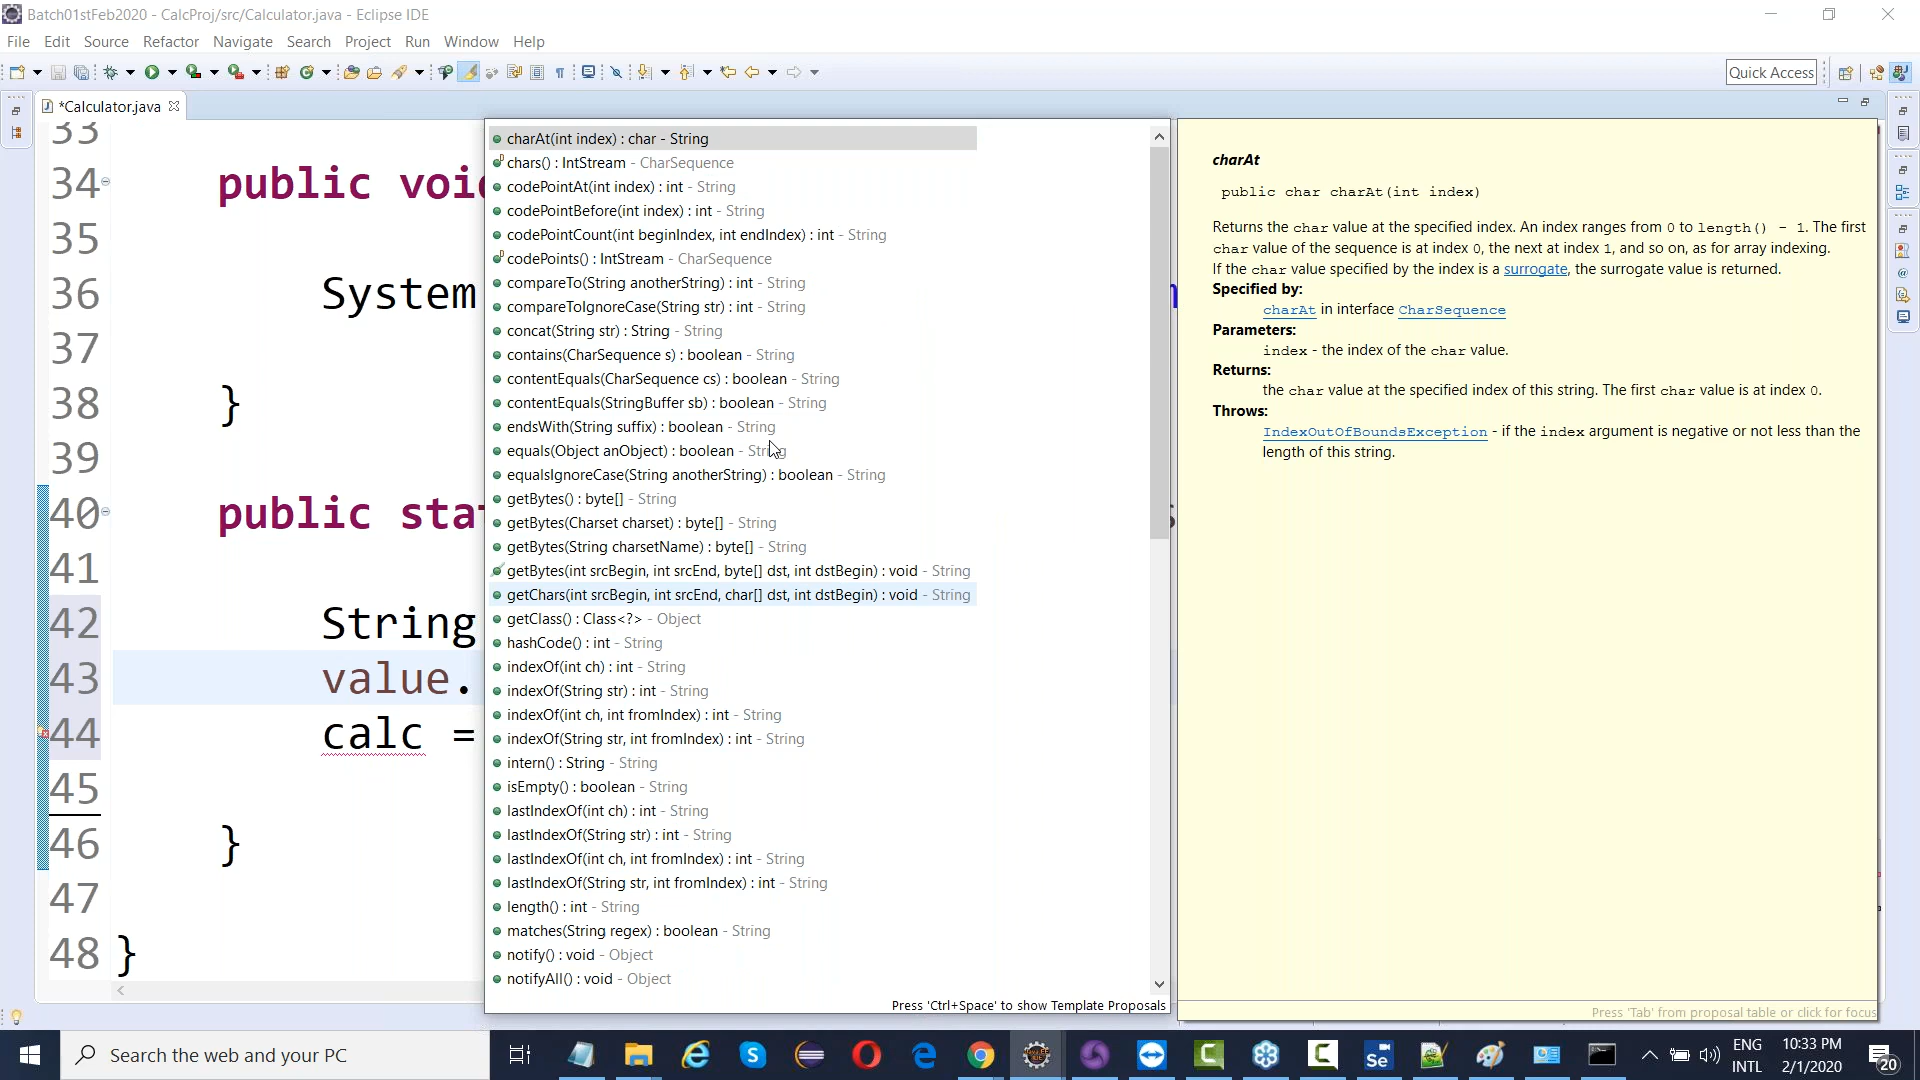 Batch01stFeb2020 - CalcProj/src/Calculator.java - Eclipse IDE
File Edit Source Refactor Navigate Search Project Run Window Help
Quick Access
*Calculator.java
33
34 public
35
36 System
37
38 }
39
40 public
41
42 String
43 value.
44 calc =
45
46 }
47
48 }
charAt(int index) : char - String
chars() : IntStream - CharSequence
codePointAt(int index) : int - String
codePointBefore(int index) : int - String
codePointCount(int beginIndex, int endIndex) : int - String
codePoints() : IntStream - CharSequence
compareTo(String anotherString) : int - String
compareToIgnoreCase(String str) : int - String
concat(String str) : String - String
contains(CharSequence s) : boolean - String
contentEquals(CharSequence cs) : boolean - String
contentEquals(StringBuffer sb) : boolean - String
endsWith(String suffix) : boolean - String
equals(Object anObject) : boolean - String
equalsIgnoreCase(String anotherString) : boolean - String
getBytes() : byte[] - String
getBytes(Charset charset) : byte[] - String
getBytes(String charsetName) : byte[] - String
getBytes(int srcBegin, int srcEnd, byte[] dst, int dstBegin) : void - String
getChars(int srcBegin, int srcEnd, char[] dst, int dstBegin) : void - String
getClass() : Class<?> - Object
hashCode() : int - String
indexOf(int ch) : int - String
indexOf(String str) : int - String
indexOf(int ch, int fromIndex) : int - String
indexOf(String str, int fromIndex) : int - String
intern() : String - String
isEmpty() : boolean - String
lastIndexOf(int ch) : int - String
lastIndexOf(String str) : int - String
lastIndexOf(int ch, int fromIndex) : int - String
lastIndexOf(String str, int fromIndex) : int - String
length() : int - String
matches(String regex) : boolean - String
notify() : void - Object
notifyAll() : void - Object
Press 'Ctrl+Space' to show Template Proposals
charAt
public char charAt(int index)
Returns the char value at the specified index. An index ranges from 0 to length() - 1. The first
char value of the sequence is at index 0, the next at index 1, and so on, as for array indexing.
If the char value specified by the index is a surrogate, the surrogate value is returned.
Specified by:
charAt in interface CharSequence
Parameters:
index - the index of the char value.
Returns:
the char value at the specified index of this string. The first char value is at index 0.
Throws:
IndexOutOfBoundsException - if the index argument is negative or not less than the
length of this string.
Press 'Tab' from proposal table or click for focus
Search the web and your PC
Se
ENG
INTL
10:33 PM
2/1/2020
20